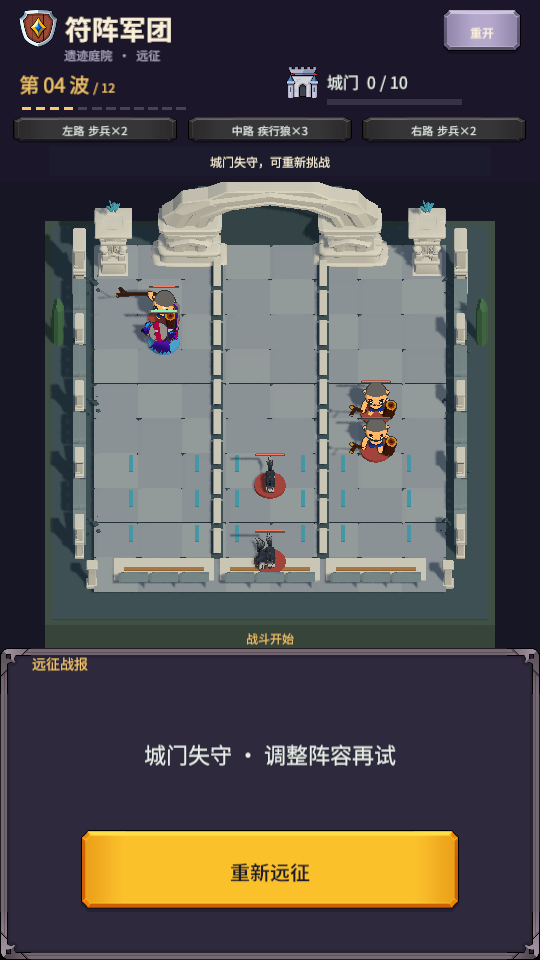 符阵军团
重开
遗迹庭院 · 远征
第 04 波 / 12
城门 0 / 10
左路 步兵×2
中路 疾行狼×3
右路 步兵×2
城门失守，可重新挑战
战斗开始
远征战报
城门失守 · 调整阵容再试
重新远征